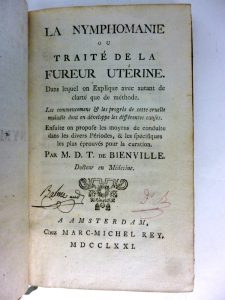 LA NYMPHOMANIE
OU
TRAITÉ DE LA
FUREUR UTÉRINE.
Dans lequel on Explique avec autant de
clarté que de méthode.
Les commencemens & les progrès de cette cruelle
maladie dont on développe les différentes causes.
Ensuite on propose les moyens de conduite
dans les divers Périodes, & les spécifiques
les plus éprouvés pour la curation.
PAR M. D. T. DE BIENVILLE.
Docteur en Médecine.
A AMSTERDAM,
CHEZ MARC-MICHEL REY.
MDCCLXXI.